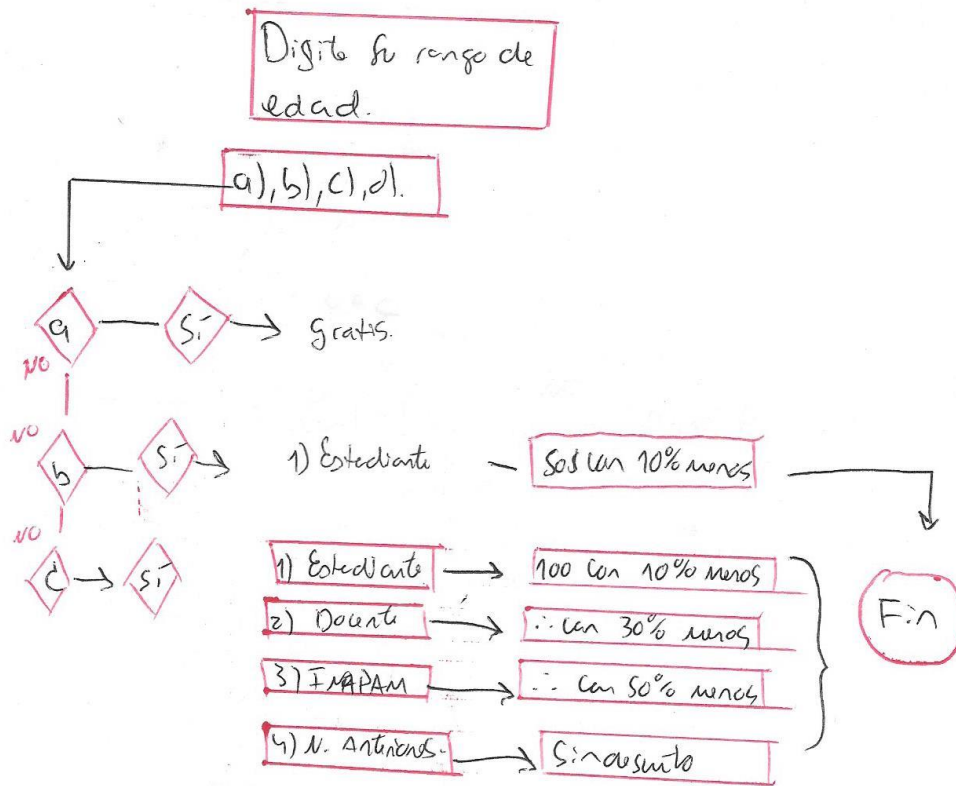 Digite su rango de
edad.
a), b), c), d).
a
Sí
Gratis.
NO
NO
b
Sí
1) Estudiante
50$ con 10% menos
NO
c
Sí
1) Estudiante
100 con 10% menos
2) Docente
∴ con 30% menos
3) INAPAM
∴ con 50% menos
4) N. Anteriores.
Sin descuento
Fin